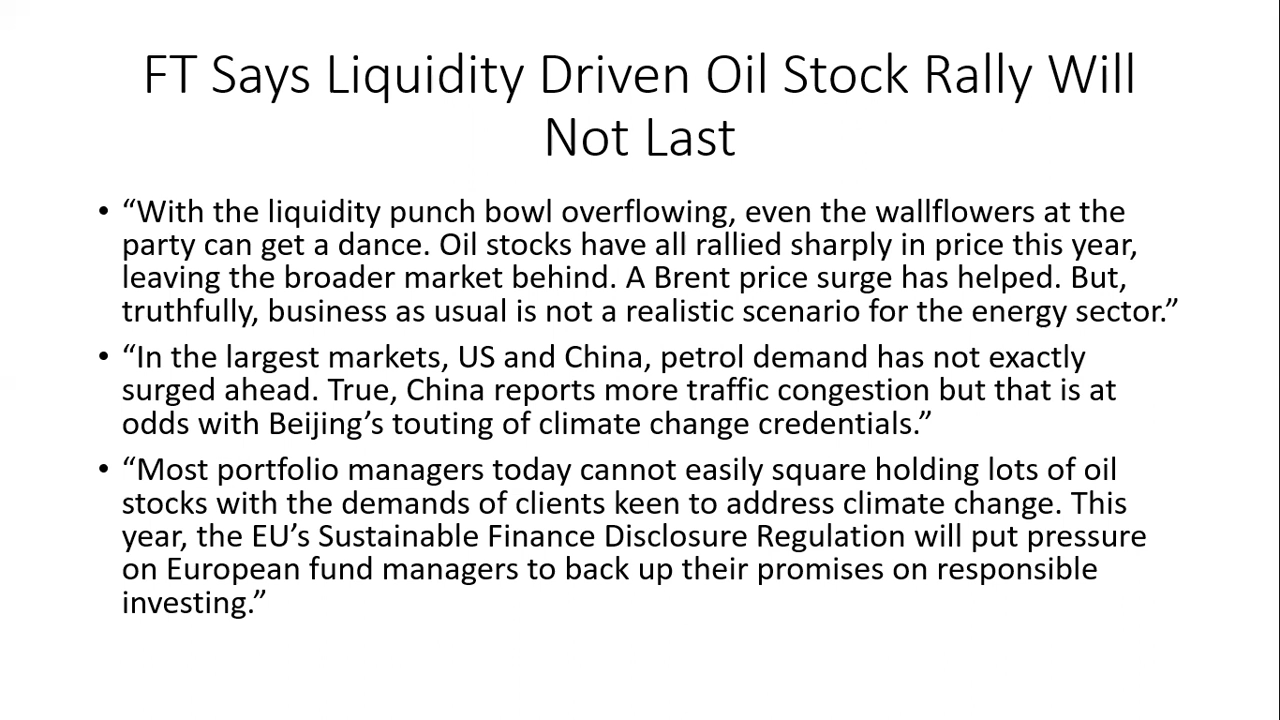 FT Says Liquidity Driven Oil Stock Rally Will
Not Last
• “With the liquidity punch bowl overflowing, even the wallflowers at the
party can get a dance. Oil stocks have all rallied sharply in price this year,
leaving the broader market behind. A Brent price surge has helped. But,
truthfully, business as usual is not a realistic scenario for the energy sector.”
• “In the largest markets, US and China, petrol demand has not exactly
surged ahead. True, China reports more traffic congestion but that is at
odds with Beijing’s touting of climate change credentials.”
• “Most portfolio managers today cannot easily square holding lots of oil
stocks with the demands of clients keen to address climate change. This
year, the EU’s Sustainable Finance Disclosure Regulation will put pressure
on European fund managers to back up their promises on responsible
investing.”